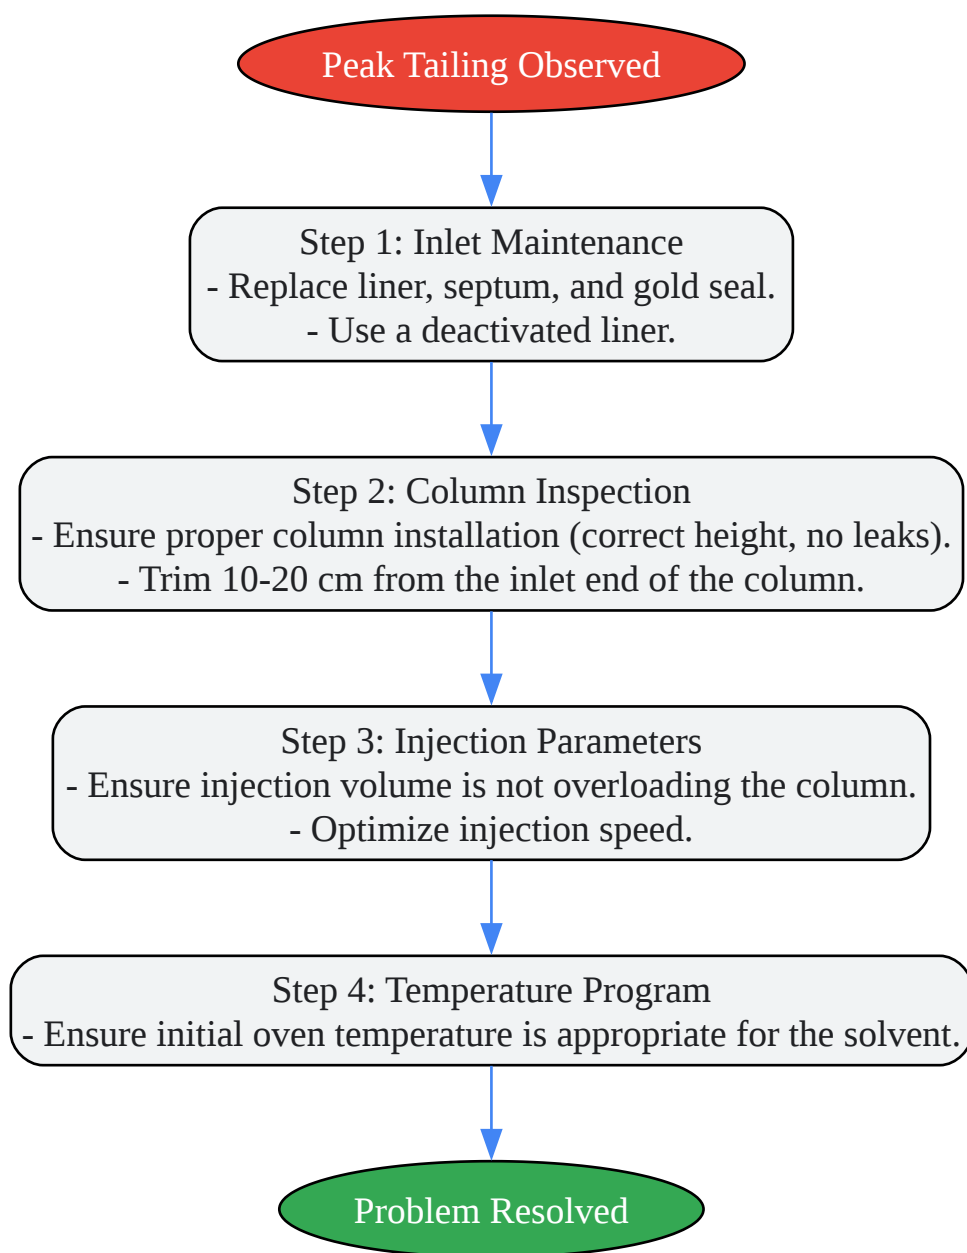 Peak Tailing Observed
Step 1: Inlet Maintenance
- Replace liner, septum, and gold seal.
- Use a deactivated liner.
Step 2: Column Inspection
- Ensure proper column installation (correct height, no leaks).
- Trim 10-20 cm from the inlet end of the column.
Step 3: Injection Parameters
- Ensure injection volume is not overloading the column.
- Optimize injection speed.
Step 4: Temperature Program
- Ensure initial oven temperature is appropriate for the solvent.
Problem Resolved